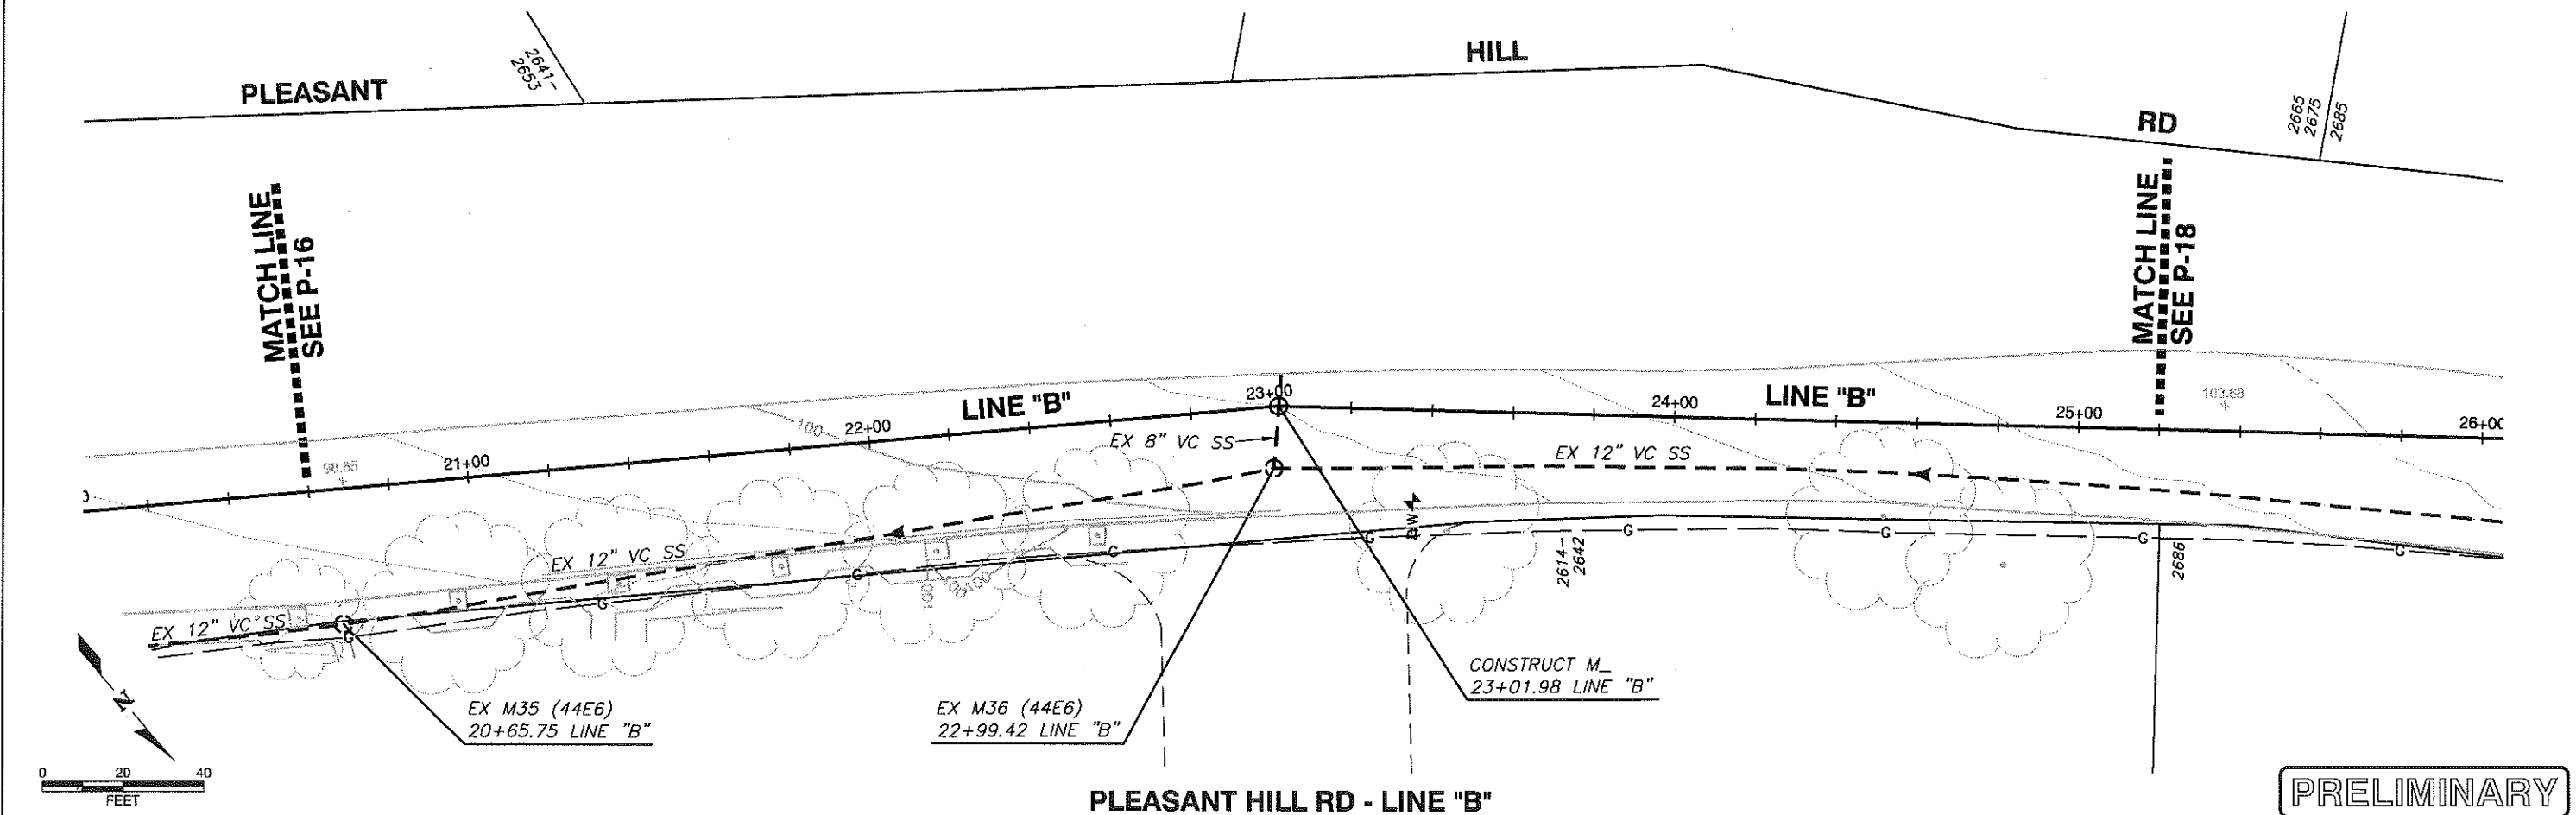 PLEASANT
HILL
RD
2641-
2653
2665
2675
2685
MATCH LINE
SEE P-16
MATCH LINE
SEE P-18
98.65
21+00
100
22+00
LINE "B"
23+00
24+00
LINE "B"
25+00
103.68
26+00
EX 8" VC SS
EX 12" VC SS
EX 12" VC SS
EX 12" VC SS
G
G
G
G
G
G
G
G
G
2614-
2642
2686
EX M35 (44E6)
20+65.75 LINE "B"
EX M36 (44E6)
22+99.42 LINE "B"
CONSTRUCT M_
23+01.98 LINE "B"
N
0 20 40
FEET
PLEASANT HILL RD - LINE "B"
PRELIMINARY